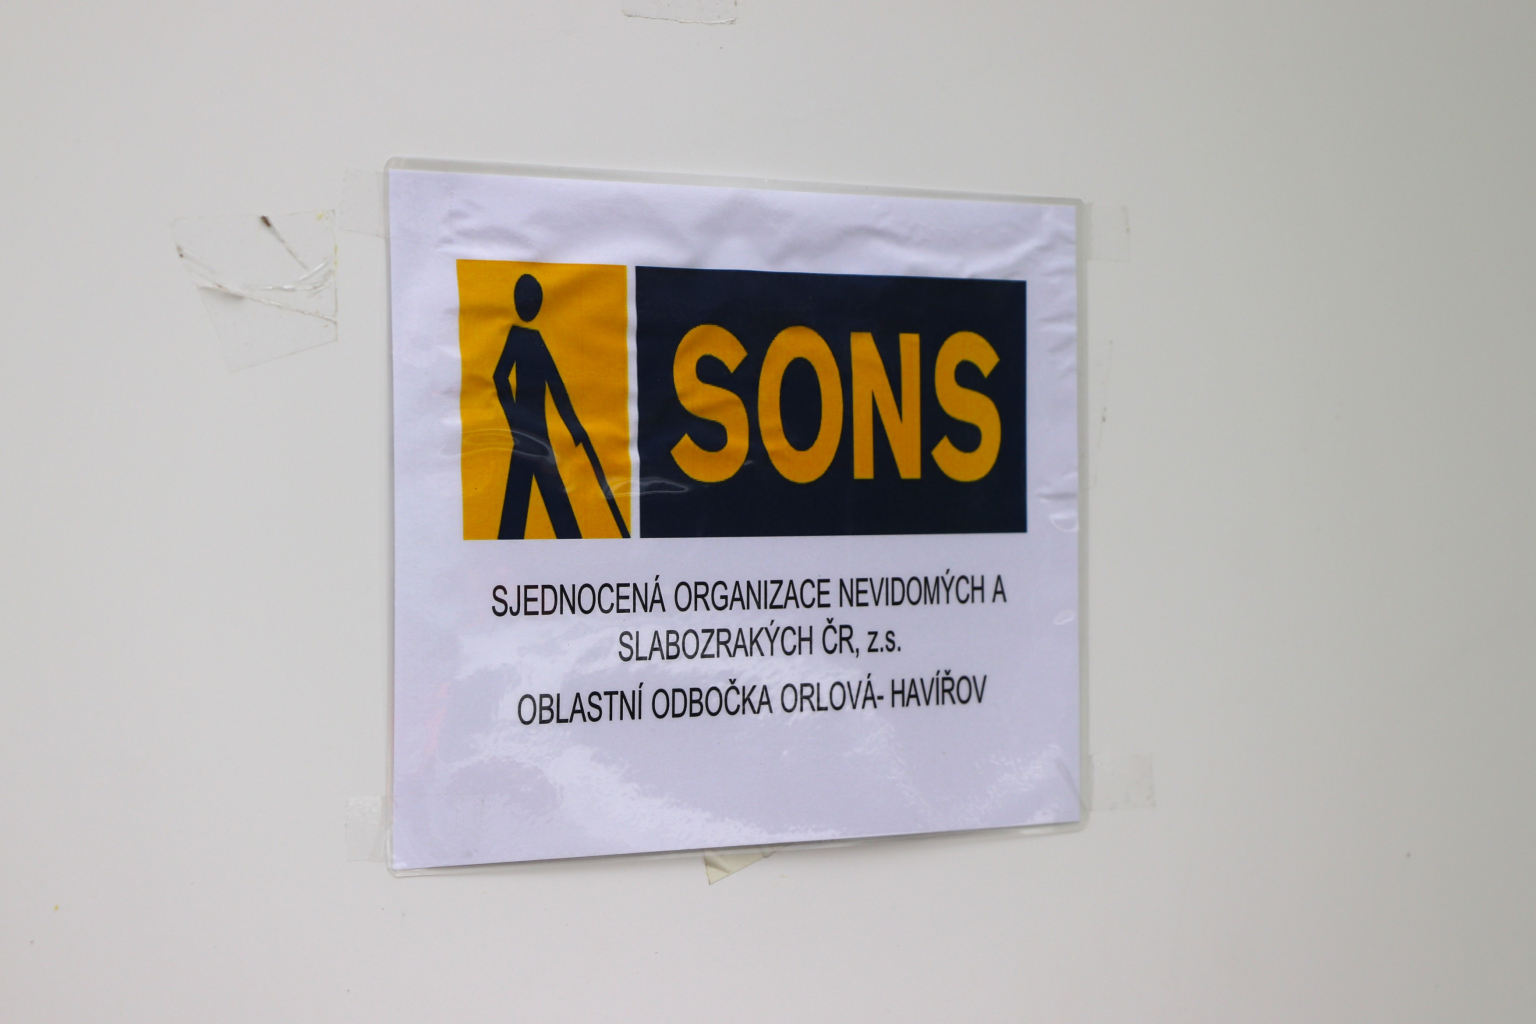 SONS
SJEDNOCENÁ ORGANIZACE NEVIDOMÝCH A
SLABOZRAKÝCH ČR, z.s.
OBLASTNÍ ODBOČKA ORLOVÁ- HAVÍŘOV